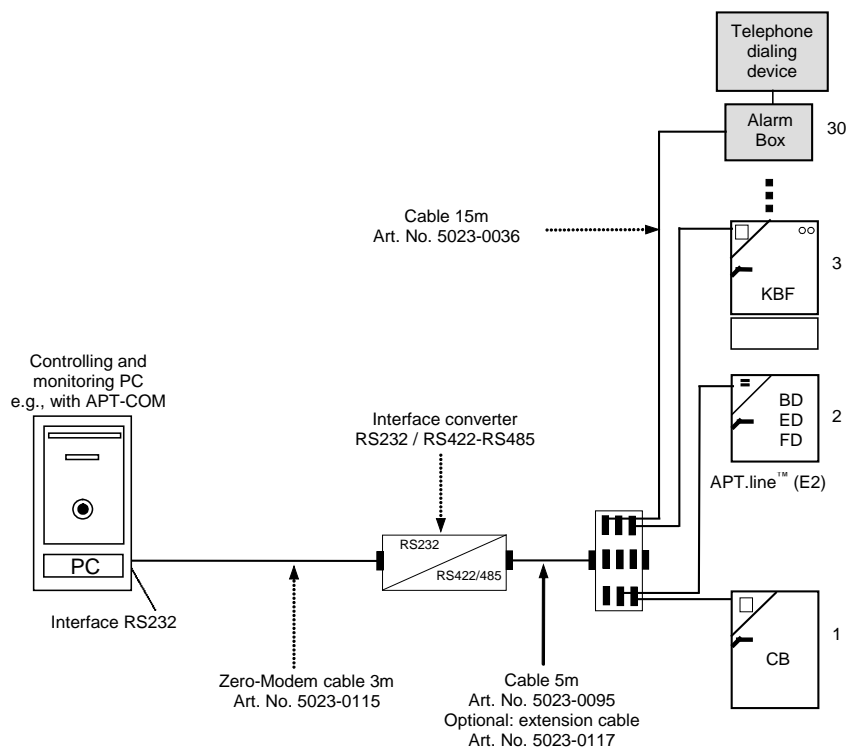 Telephone
dialing
device
Alarm
Box
30
Cable 15m
Art. No. 5023-0036
3
KBF
Controlling and
monitoring PC
e.g., with APT-COM
Interface converter
RS232 / RS422-RS485
BD
ED
FD
2
APT.line™ (E2)
RS232
RS422/485
PC
Interface RS232
1
CB
Zero-Modem cable 3m
Art. No. 5023-0115
Cable 5m
Art. No. 5023-0095
Optional: extension cable
Art. No. 5023-0117